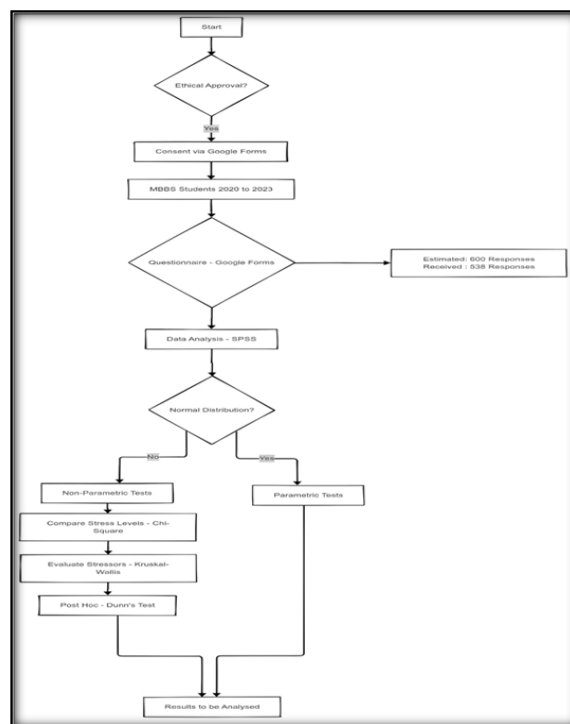 Start
Ethical Approval?
Yes
Consent via Google Forms
MBBS Students 2020 to 2023
Questionnaire - Google Forms
Estimated: 600 Responses
Received : 538 Responses
Data Analysis - SPSS
Normal Distribution?
No
Yes
Non-Parametric Tests
Parametric Tests
Compare Stress Levels - Chi-
Square
Evaluate Stressors - Kruskal-
Wallis
Post Hoc - Dunn's Test
Results to be Analysed